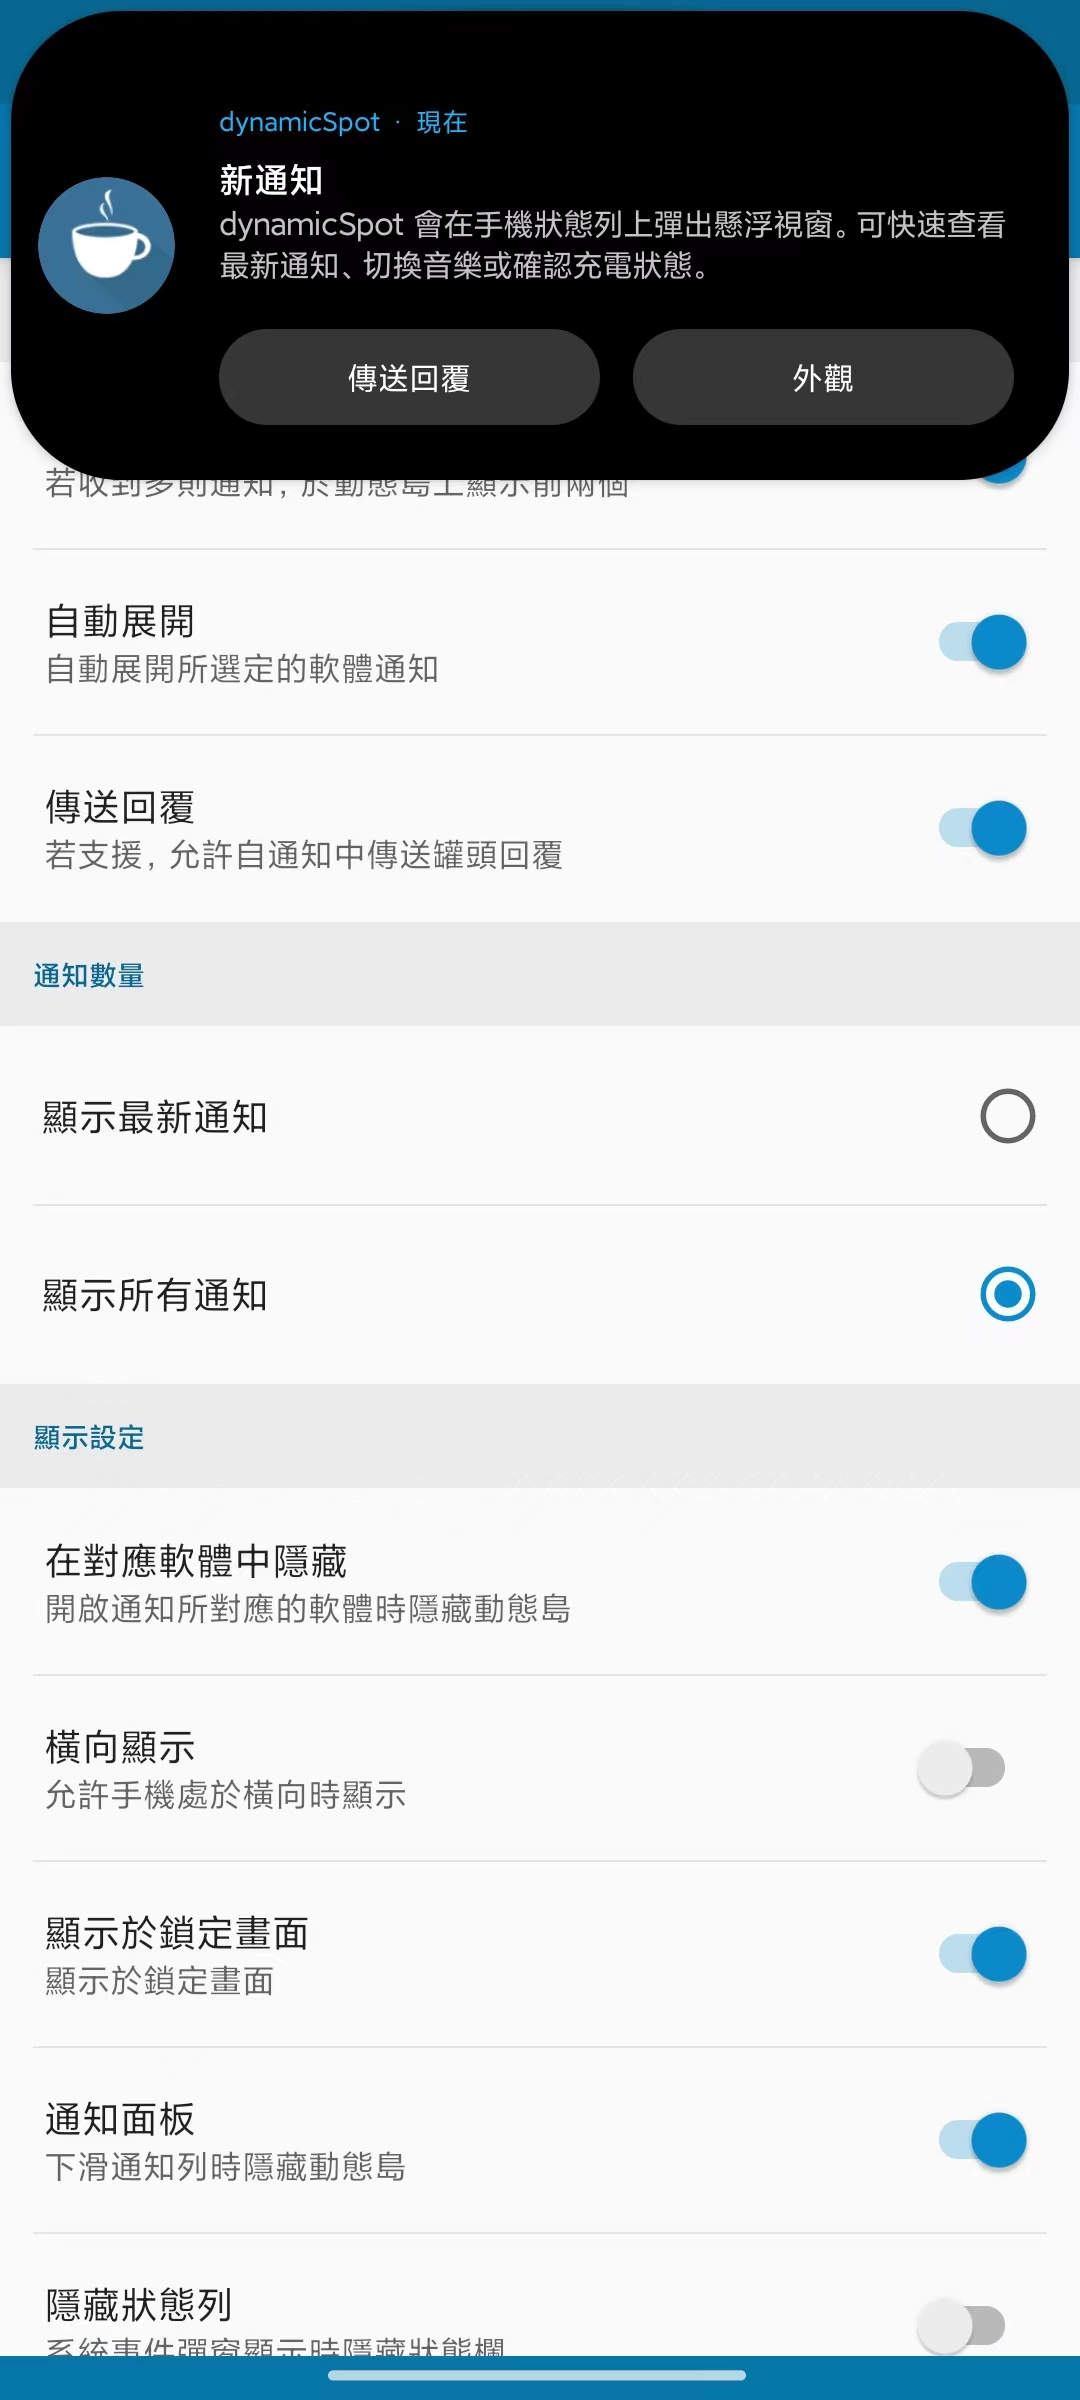 dynamicSpot · 現在
新通知
dynamicSpot 會在手機狀態列上彈出懸浮視窗。可快速查看
最新通知、切換音樂或確認充電狀態。
傳送回覆
外觀
若收到多則通知，於動態島上顯示前兩個
自動展開
自動展開所選定的軟體通知
傳送回覆
若支援，允許自通知中傳送罐頭回覆
通知數量
顯示最新通知
顯示所有通知
顯示設定
在對應軟體中隱藏
開啟通知所對應的軟體時隱藏動態島
橫向顯示
允許手機處於橫向時顯示
顯示於鎖定畫面
顯示於鎖定畫面
通知面板
下滑通知列時隱藏動態島
隱藏狀態列
系統事件彈窗顯示時隱藏狀態欄